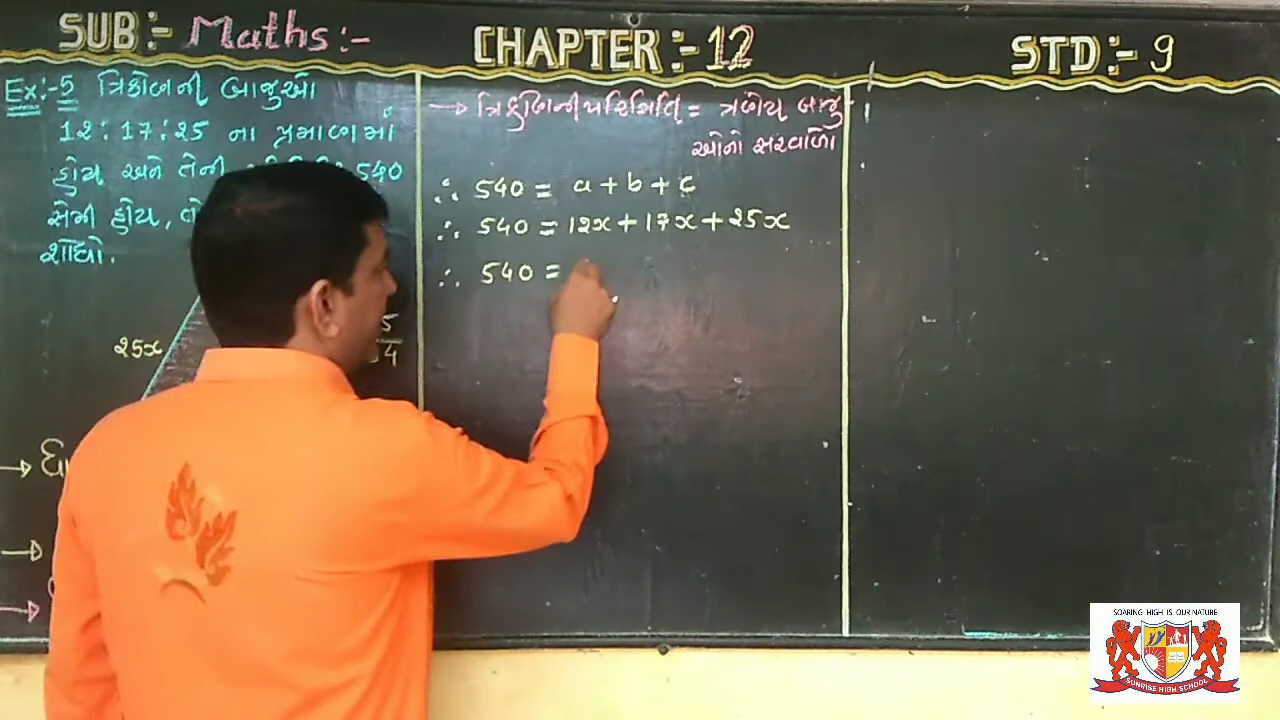 SUB:- Maths:-
CHAPTER:-12
STD:- 9
Ex:-5 ત્રિકોણની બાજુઓ
12:17:25 ના પ્રમાણમાં
હોય અને તેની 540
સેમી હોય, તો
શોધો.
25x
→ ત્રિકોણની પરિમિતિ = ત્રણેય બાજુ-
ઓનો સરવાળો
∴ 540 = a + b + c
∴ 540 = 12x + 17x + 25x
∴ 540 =
SOARING HIGH IS OUR NATURE
SUNRISE HIGH SCHOOL